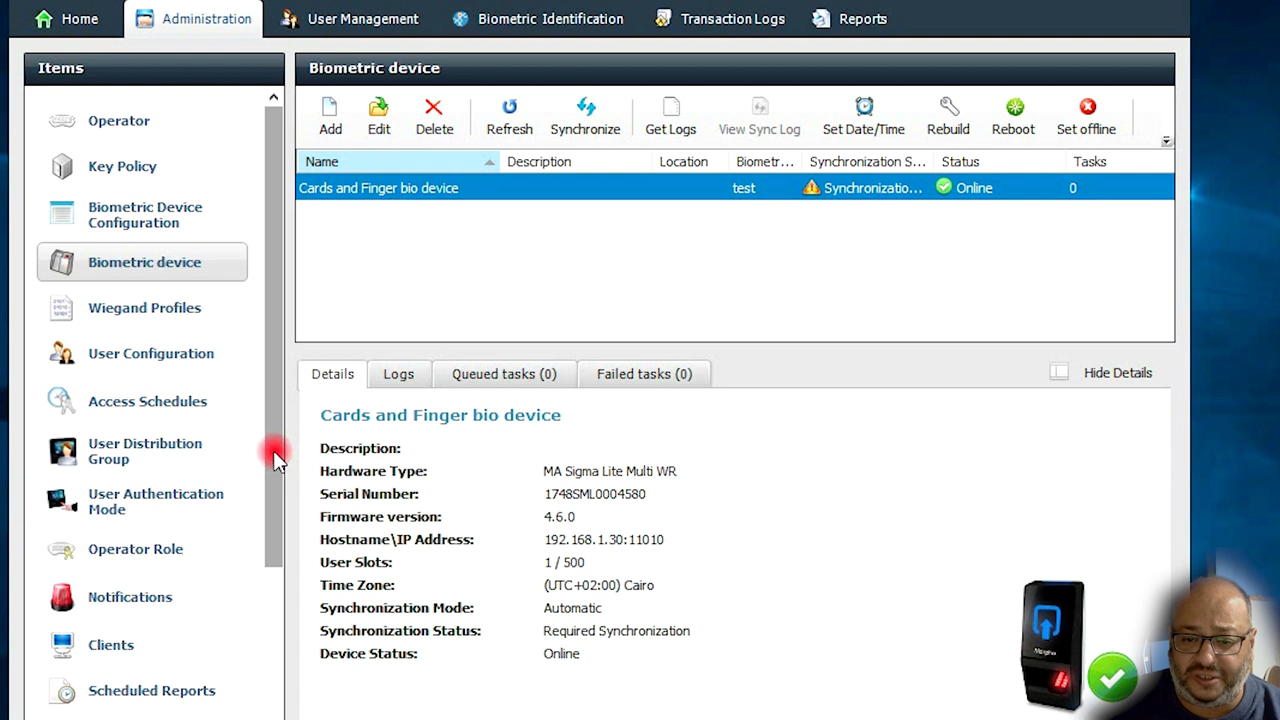 Home
Administration
User Management
Biometric Identification
Transaction Logs
Reports
Items
Operator
Key Policy
Biometric Device
Configuration
Biometric device
Wiegand Profiles
User Configuration
Access Schedules
User Distribution
Group
User Authentication
Mode
Operator Role
Notifications
Clients
Scheduled Reports
Biometric device
Add
Edit
Delete
Refresh
Synchronize
Get Logs
View Sync Log
Set Date/Time
Rebuild
Reboot
Set offline
Name
Description
Location
Biometr...
Synchronization S...
Status
Tasks
Cards and Finger bio device
test
Synchronizatio...
Online
0
Details
Logs
Queued tasks (0)
Failed tasks (0)
Hide Details
Cards and Finger bio device
Description:
Hardware Type: MA Sigma Lite Multi WR
Serial Number: 1748SML0004580
Firmware version: 4.6.0
Hostname\IP Address: 192.168.1.30:11010
User Slots: 1 / 500
Time Zone: (UTC+02:00) Cairo
Synchronization Mode: Automatic
Synchronization Status: Required Synchronization
Device Status: Online
Morpho